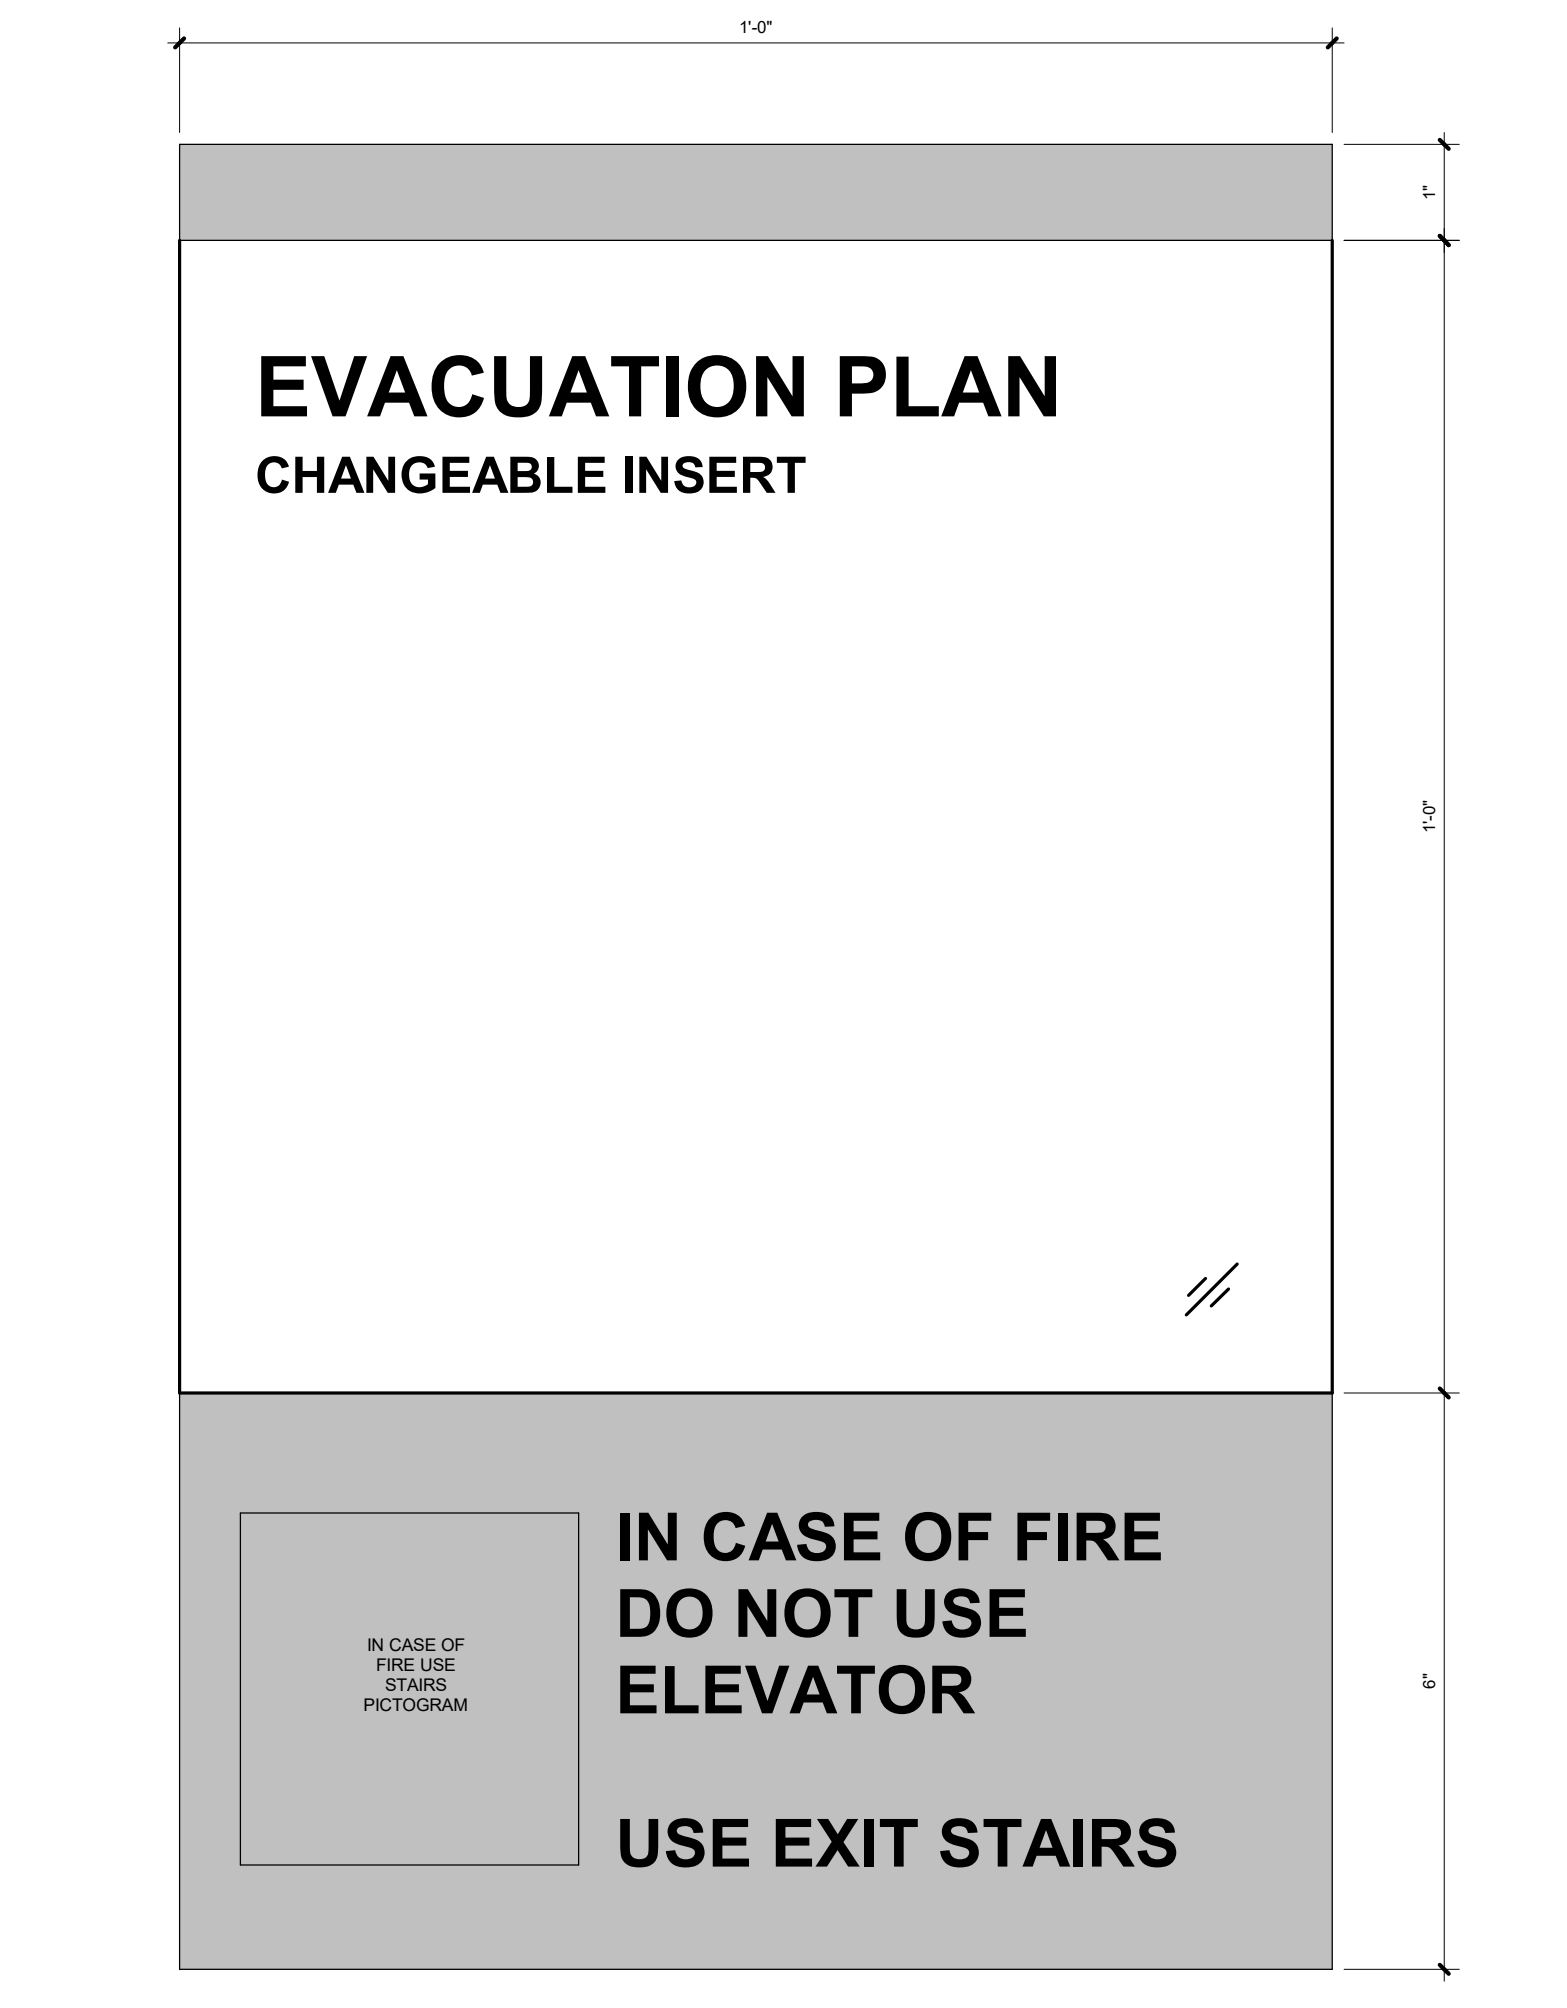 1'-0"
1"
EVACUATION PLAN
CHANGEABLE INSERT
1'-0"
IN CASE OF FIRE
DO NOT USE
ELEVATOR
USE EXIT STAIRS
IN CASE OF
FIRE USE
STAIRS
PICTOGRAM
6"